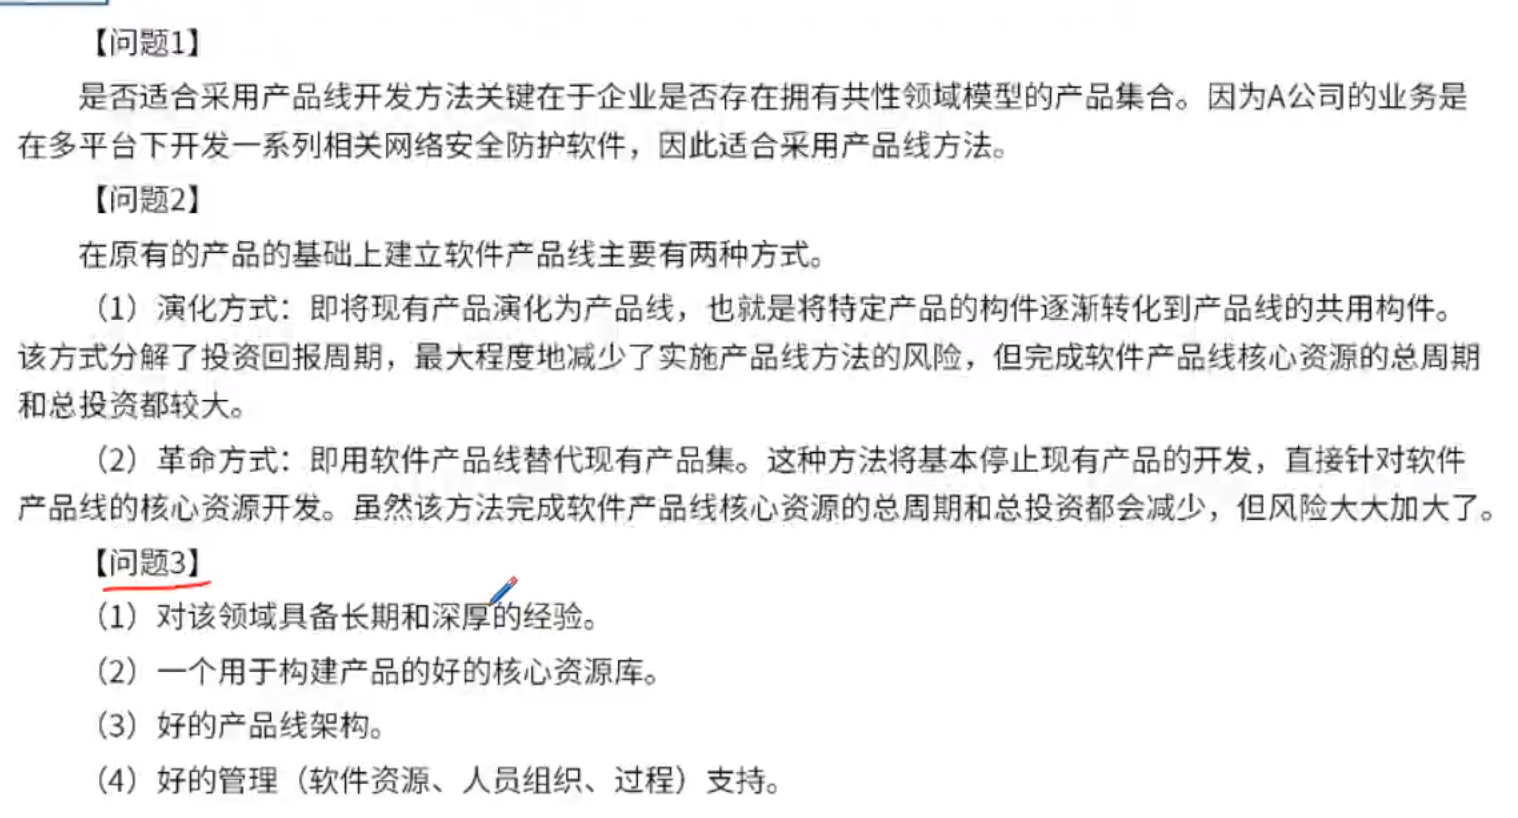 【问题1】
是否适合采用产品线开发方法关键在于企业是否存在拥有共性领域模型的产品集合。因为A公司的业务是
在多平台下开发一系列相关网络安全防护软件，因此适合采用产品线方法。
【问题2】
在原有的产品的基础上建立软件产品线主要有两种方式。
（1）演化方式：即将现有产品演化为产品线，也就是将特定产品的构件逐渐转化到产品线的共用构件。
该方式分解了投资回报周期，最大程度地减少了实施产品线方法的风险，但完成软件产品线核心资源的总周期
和总投资都较大。
（2）革命方式：即用软件产品线替代现有产品集。这种方法将基本停止现有产品的开发，直接针对软件
产品线的核心资源开发。虽然该方法完成软件产品线核心资源的总周期和总投资都会减少，但风险大大加大了。
【问题3】
（1）对该领域具备长期和深厚的经验。
（2）一个用于构建产品的好的核心资源库。
（3）好的产品线架构。
（4）好的管理（软件资源、人员组织、过程）支持。